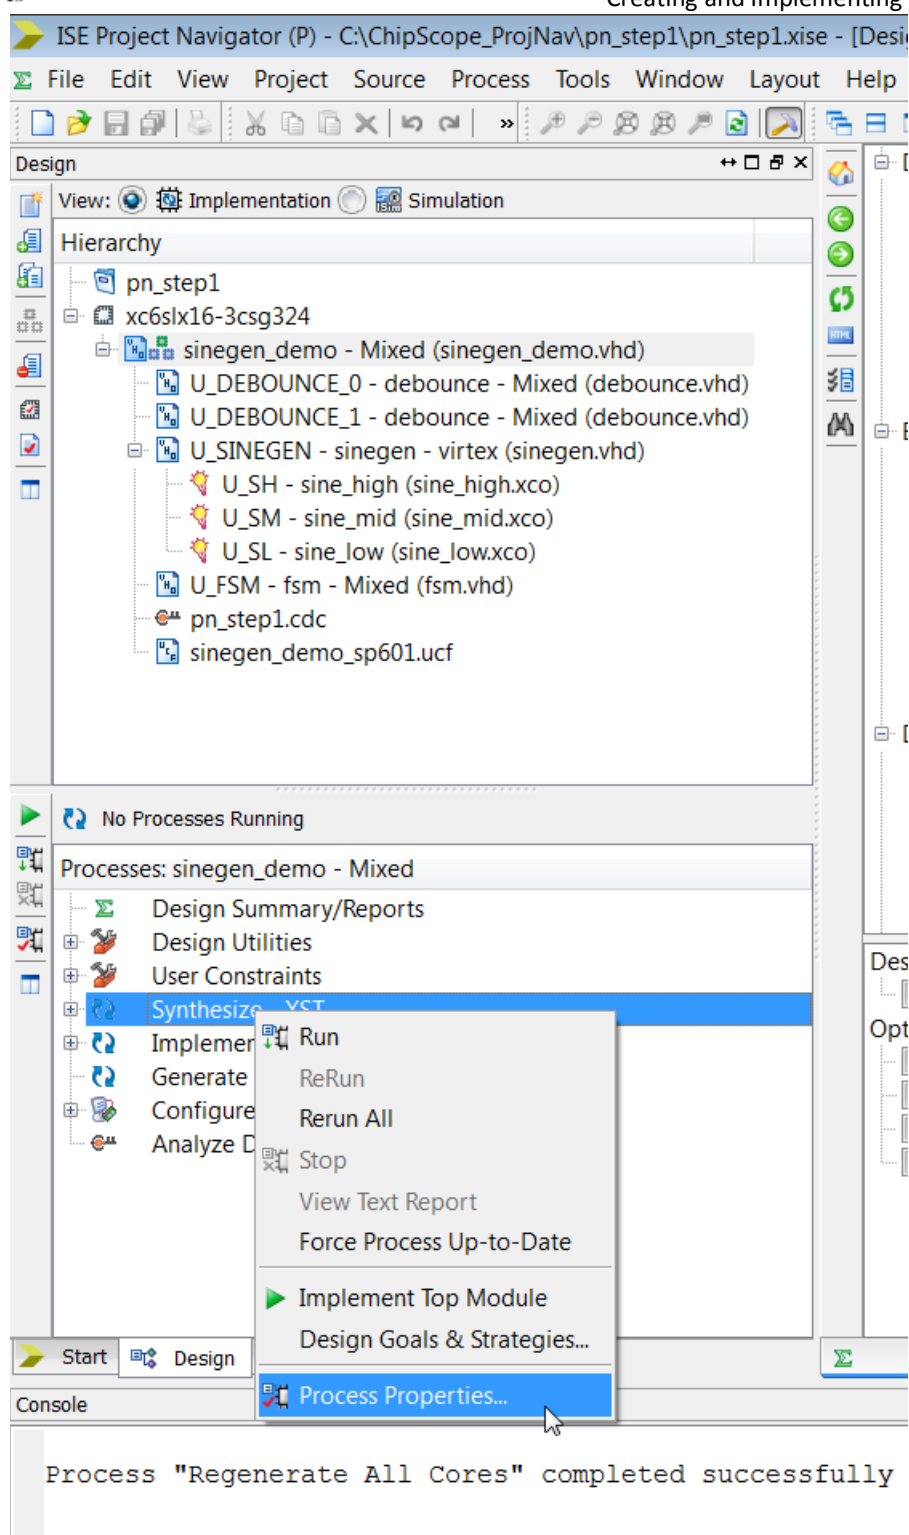 Creating and Implementing
ISE Project Navigator (P) - C:\ChipScope_ProjNav\pn_step1\pn_step1.xise - [Desi
File Edit View Project Source Process Tools Window Layout Help
Design
View: Implementation Simulation
Hierarchy
pn_step1
xc6slx16-3csg324
sinegen_demo - Mixed (sinegen_demo.vhd)
U_DEBOUNCE_0 - debounce - Mixed (debounce.vhd)
U_DEBOUNCE_1 - debounce - Mixed (debounce.vhd)
U_SINEGEN - sinegen - virtex (sinegen.vhd)
U_SH - sine_high (sine_high.xco)
U_SM - sine_mid (sine_mid.xco)
U_SL - sine_low (sine_low.xco)
U_FSM - fsm - Mixed (fsm.vhd)
pn_step1.cdc
sinegen_demo_sp601.ucf
No Processes Running
Processes: sinegen_demo - Mixed
Design Summary/Reports
Design Utilities
User Constraints
Synthesize - XST
Implemer
Generate
Configure
Analyze D
Run
ReRun
Rerun All
Stop
View Text Report
Force Process Up-to-Date
Implement Top Module
Design Goals & Strategies...
Process Properties...
Des
Opt
Start Design
Console
Process "Regenerate All Cores" completed successfully